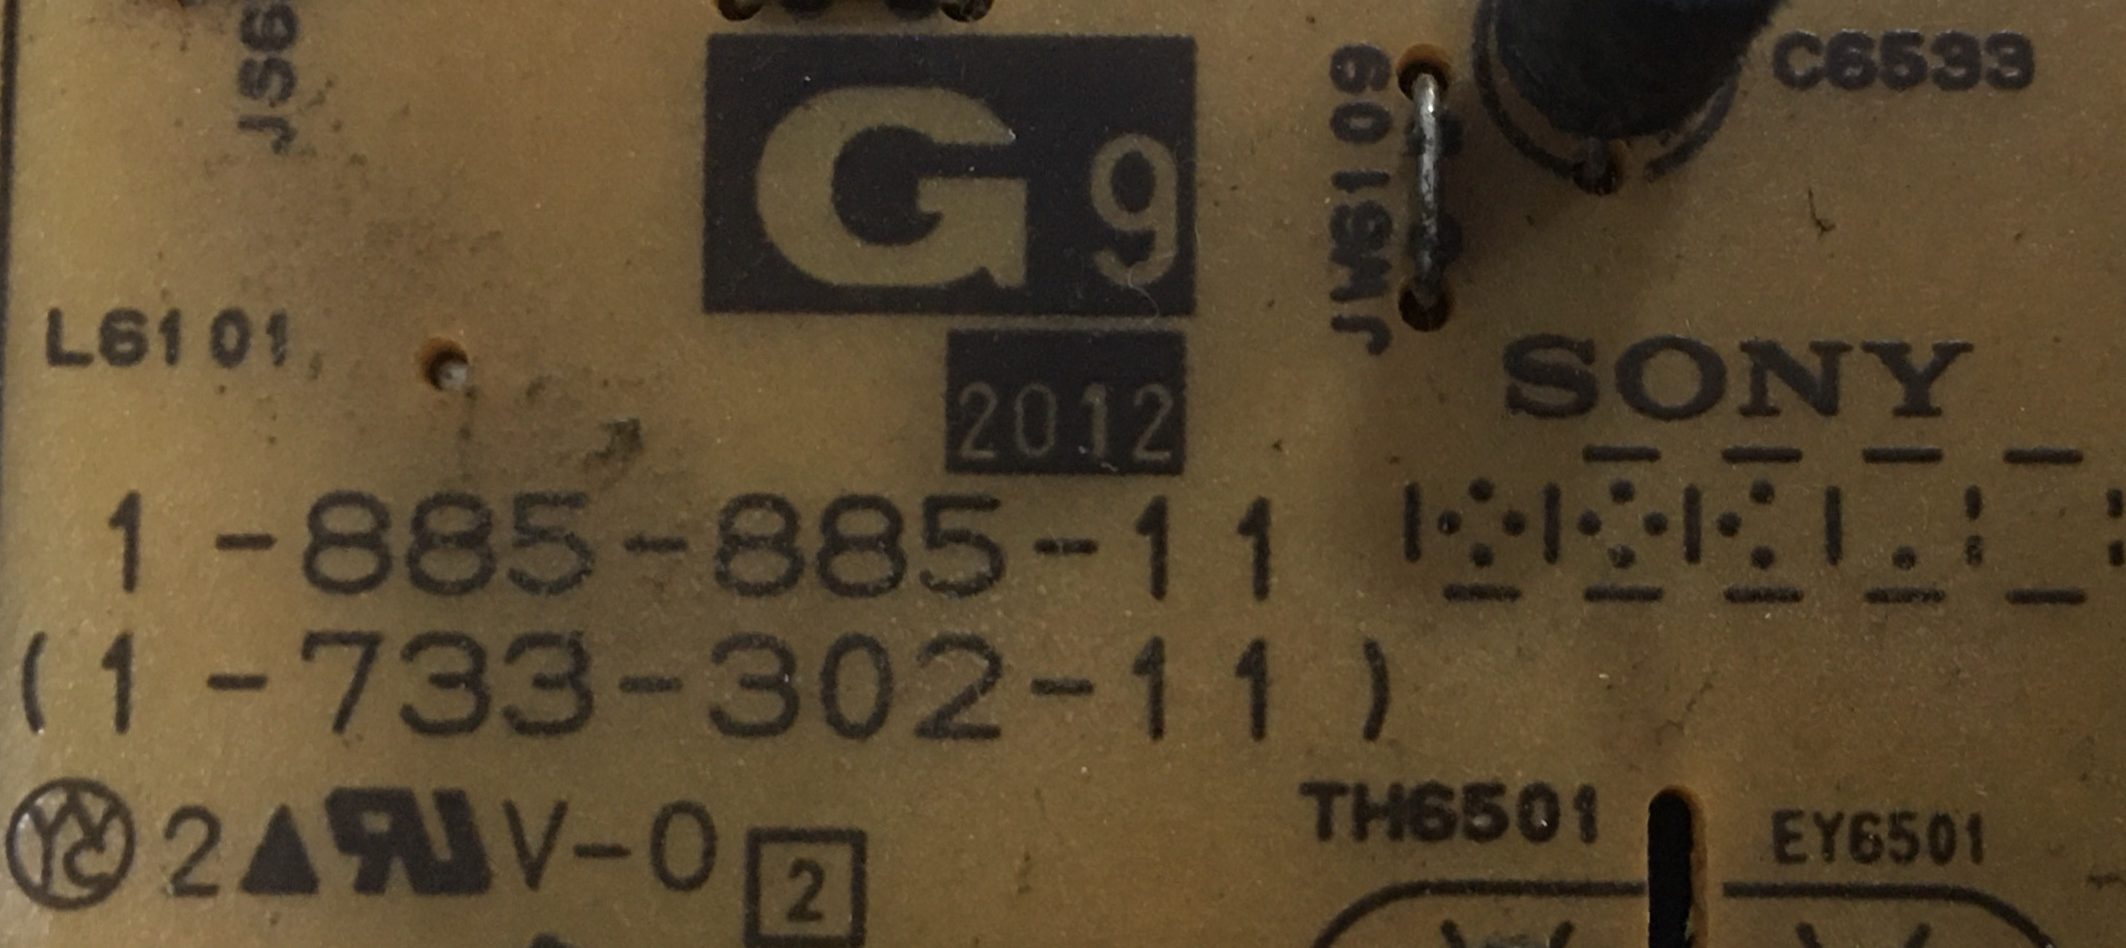 JS6
G9
JW6109
C6533
L6101
2012
SONY
1-885-885-11
(1-733-302-11)
2 V-0 2
TH6501
EY6501